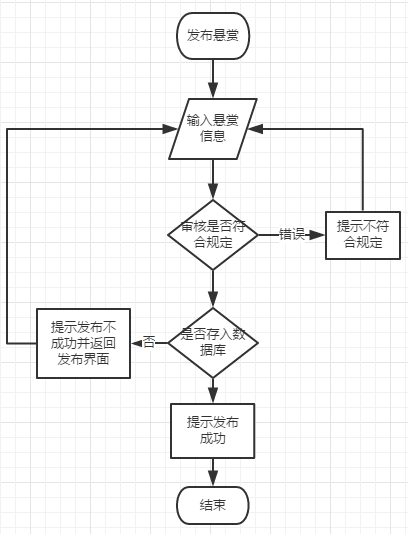 发布悬赏
输入悬赏
信息
审核是否符
合规定
错误
提示不符
合规定
是否存入数
据库
否
提示发布不
成功并返回
发布界面
提示发布
成功
结束